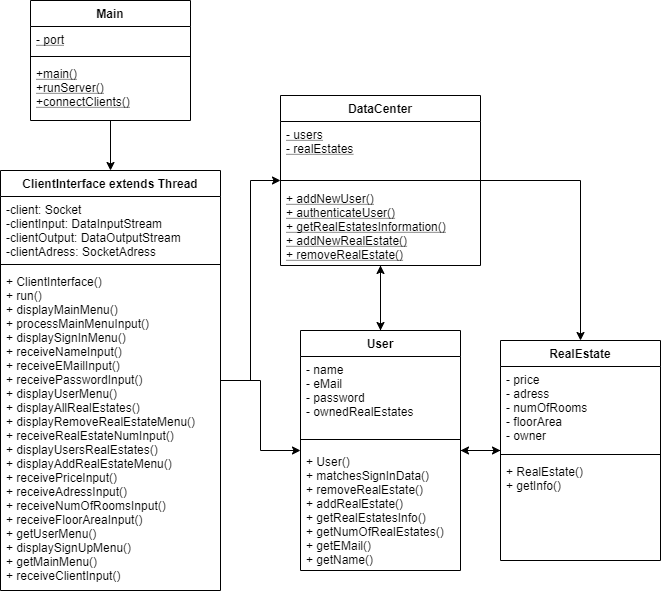 Main
- port
+main()
+runServer()
+connectClients()
ClientInterface extends Thread
-client: Socket
-clientInput: DataInputStream
-clientOutput: DataOutputStream
-clientAdress: SocketAdress
+ ClientInterface()
+ run()
+ displayMainMenu()
+ processMainMenuInput()
+ displaySignInMenu()
+ receiveNameInput()
+ receiveEMailInput()
+ receivePasswordInput()
+ displayUserMenu()
+ displayAllRealEstates()
+ displayRemoveRealEstateMenu()
+ receiveRealEstateNumInput()
+ displayUsersRealEstates()
+ displayAddRealEstateMenu()
+ receivePriceInput()
+ receiveAdressInput()
+ receiveNumOfRoomsInput()
+ receiveFloorAreaInput()
+ getUserMenu()
+ displaySignUpMenu()
+ getMainMenu()
+ receiveClientInput()
DataCenter
- users
- realEstates
+ addNewUser()
+ authenticateUser()
+ getRealEstatesInformation()
+ addNewRealEstate()
+ removeRealEstate()
User
- name
- eMail
- password
- ownedRealEstates
+ User()
+ matchesSignInData()
+ removeRealEstate()
+ addRealEstate()
+ getRealEstatesInfo()
+ getNumOfRealEstates()
+ getEMail()
+ getName()
RealEstate
- price
- adress
- numOfRooms
- floorArea
- owner
+ RealEstate()
+ getInfo()